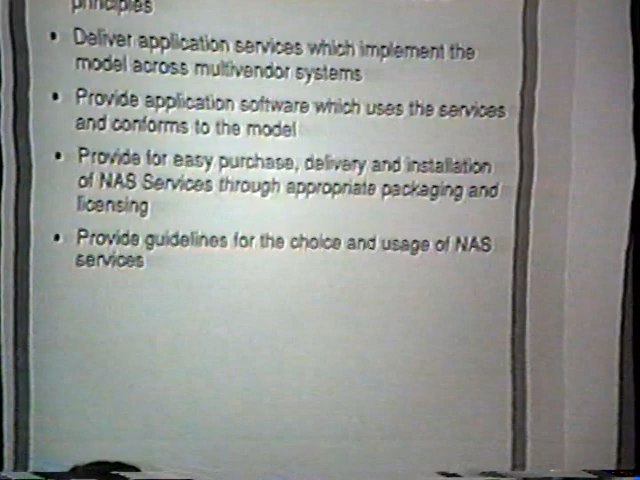 principles
• Deliver application services which implement the
model across multivendor systems
• Provide application software which uses the services
and conforms to the model
• Provide for easy purchase, delivery and installation
of NAS Services through appropriate packaging and
licensing
• Provide guidelines for the choice and usage of NAS
services